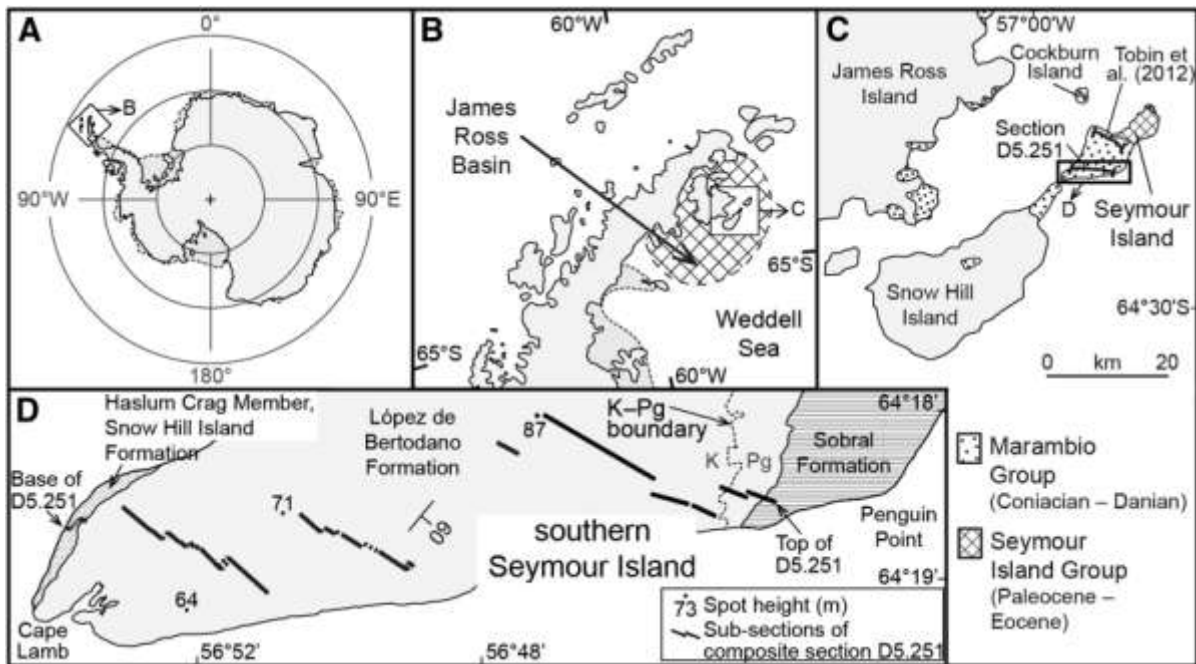 A
0°
B
90°W
90°E
180°
B
60°W
James
Ross
Basin
C
65°S
Weddell
Sea
65°S
60°W
C
57°00'W
Cockburn
Island
Tobin et
al. (2012)
James Ross
Island
Section
D5.251
D
Seymour
Island
Snow Hill
Island
64°30'S
0 km 20
D
Haslum Crag Member,
Snow Hill Island
Formation
Base of
D5.251
López de
Bertodano
Formation
87
K–Pg
boundary
K Pg
64°18'
Sobral
Formation
71
60
southern
Seymour Island
Penguin
Point
Top of
D5.251
64°19'
64
Cape
Lamb
56°52'
56°48'
73 Spot height (m)
Sub-sections of
composite section D5.251
Marambio
Group
(Coniacian – Danian)
Seymour
Island Group
(Paleocene –
Eocene)